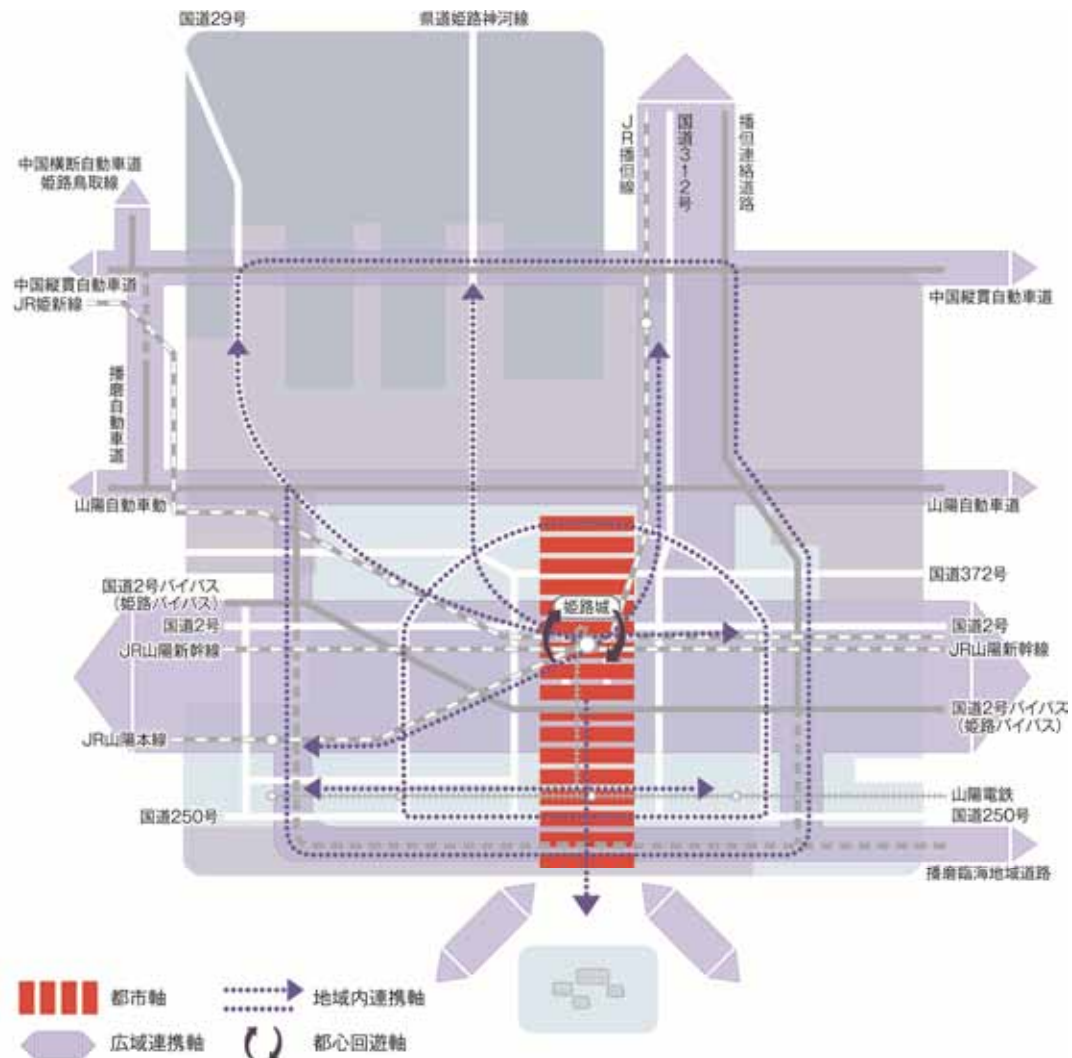 国道29号
県道姫路神河線
JR播但線
国道312号
播但連絡道路
中国横断自動車道
姫路鳥取線
中国縦貫自動車道
JR姫新線
中国縦貫自動車道
播磨自動車道
山陽自動車動
山陽自動車道
国道2号バイパス
(姫路バイパス)
国道372号
姫路城
国道2号
国道2号
JR山陽新幹線
JR山陽新幹線
国道2号バイパス
(姫路バイパス)
JR山陽本線
山陽電鉄
国道250号
国道250号
播磨臨海地域道路
都市軸
地域内連携軸
広域連携軸
都心回遊軸